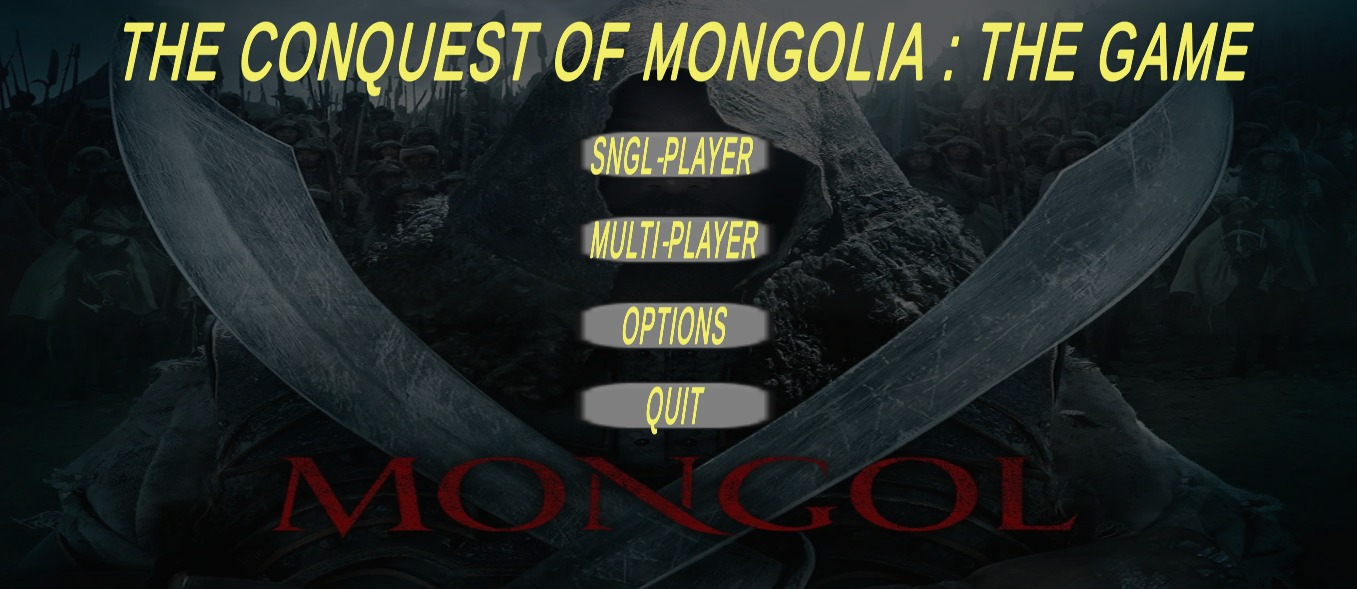 THE CONQUEST OF MONGOLIA : THE GAME
SNGL-PLAYER
MULTI-PLAYER
OPTIONS
QUIT
MONGOL